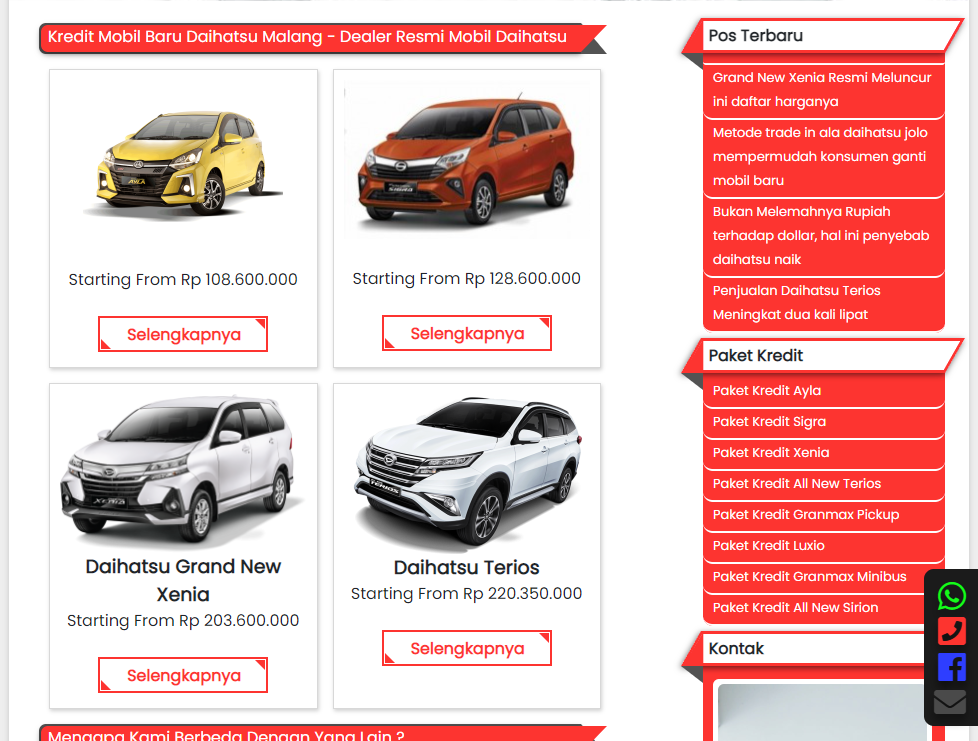 Kredit Mobil Baru Daihatsu Malang - Dealer Resmi Mobil Daihatsu
AYLA
Starting From Rp 108.600.000
Selengkapnya
SIGRA
Starting From Rp 128.600.000
Selengkapnya
XENIA
Daihatsu Grand New
Xenia
Starting From Rp 203.600.000
Selengkapnya
TERIOS
Daihatsu Terios
Starting From Rp 220.350.000
Selengkapnya
Mengapa Kami Berbeda Dengan Yang Lain ?
Pos Terbaru
Grand New Xenia Resmi Meluncur
ini daftar harganya
Metode trade in ala daihatsu jolo
mempermudah konsumen ganti
mobil baru
Bukan Melemahnya Rupiah
terhadap dollar, hal ini penyebab
daihatsu naik
Penjualan Daihatsu Terios
Meningkat dua kali lipat
Paket Kredit
Paket Kredit Ayla
Paket Kredit Sigra
Paket Kredit Xenia
Paket Kredit All New Terios
Paket Kredit Granmax Pickup
Paket Kredit Luxio
Paket Kredit Granmax Minibus
Paket Kredit All New Sirion
Kontak